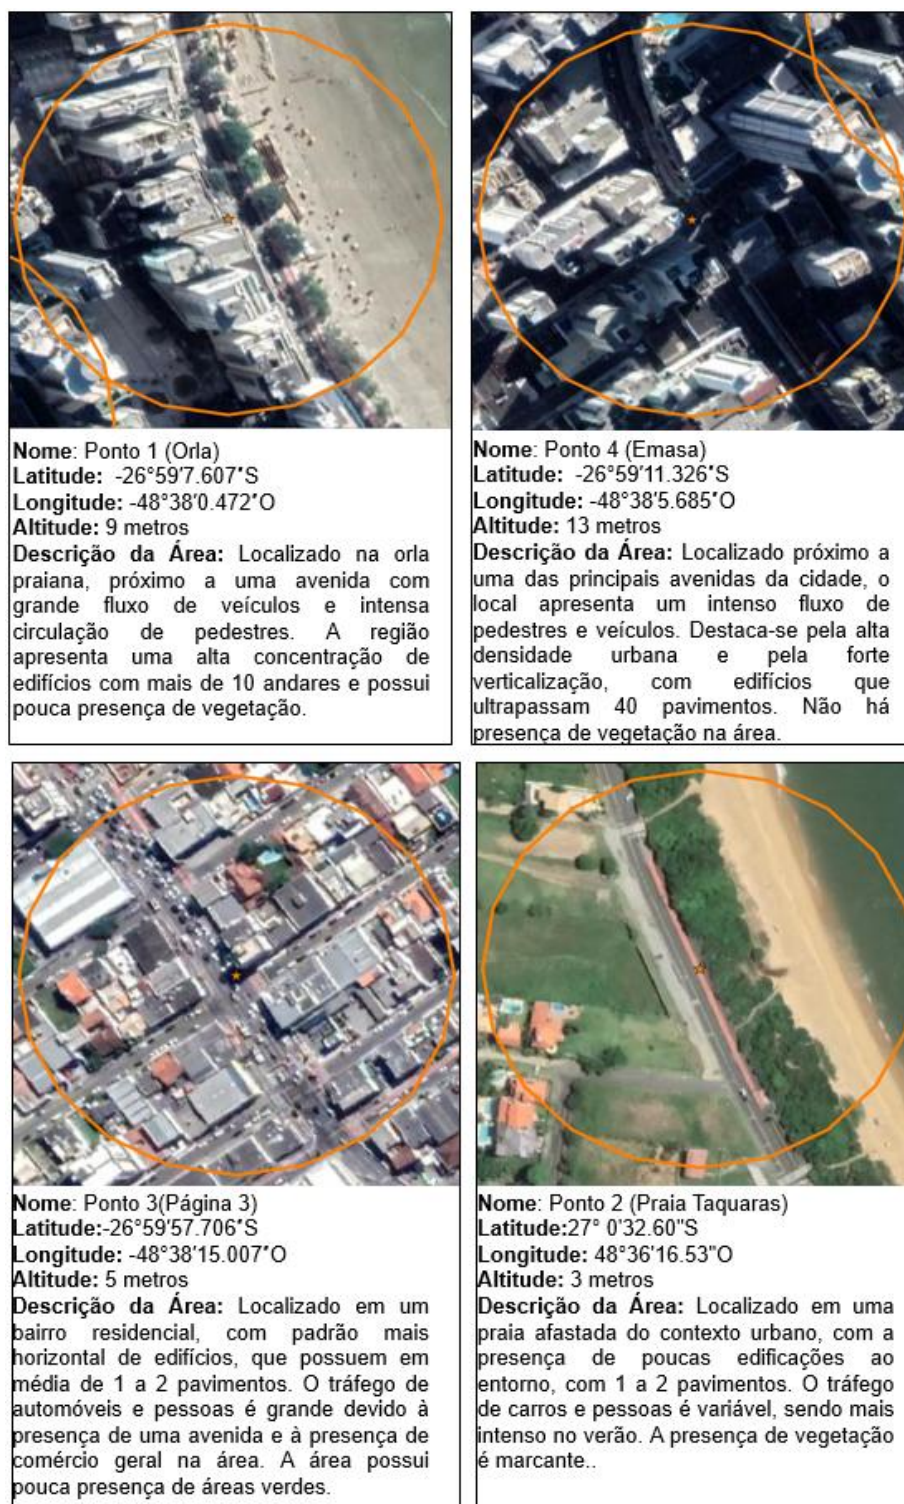 Nome: Ponto 1 (Orla)
Latitude: -26°59'7.607"S
Longitude: -48°38'0.472"O
Altitude: 9 metros
Descrição da Área: Localizado na orla
praiana, próximo a uma avenida com
grande fluxo de veículos e intensa
circulação de pedestres. A região
apresenta uma alta concentração de
edifícios com mais de 10 andares e possui
pouca presença de vegetação.
Nome: Ponto 4 (Emasa)
Latitude: -26°59'11.326"S
Longitude: -48°38'5.685"O
Altitude: 13 metros
Descrição da Área: Localizado próximo a
uma das principais avenidas da cidade, o
local apresenta um intenso fluxo de
pedestres e veículos. Destaca-se pela alta
densidade urbana e pela forte
verticalização, com edifícios que
ultrapassam 40 pavimentos. Não há
presença de vegetação na área.
Nome: Ponto 3(Página 3)
Latitude:-26°59'57.706"S
Longitude: -48°38'15.007"O
Altitude: 5 metros
Descrição da Área: Localizado em um
bairro residencial, com padrão mais
horizontal de edifícios, que possuem em
média de 1 a 2 pavimentos. O tráfego de
automóveis e pessoas é grande devido à
presença de uma avenida e à presença de
comércio geral na área. A área possui
pouca presença de áreas verdes.
Nome: Ponto 2 (Praia Taquaras)
Latitude:27° 0'32.60"S
Longitude: 48°36'16.53"O
Altitude: 3 metros
Descrição da Área: Localizado em uma
praia afastada do contexto urbano, com a
presença de poucas edificações ao
entorno, com 1 a 2 pavimentos. O tráfego
de carros e pessoas é variável, sendo mais
intenso no verão. A presença de vegetação
é marcante..